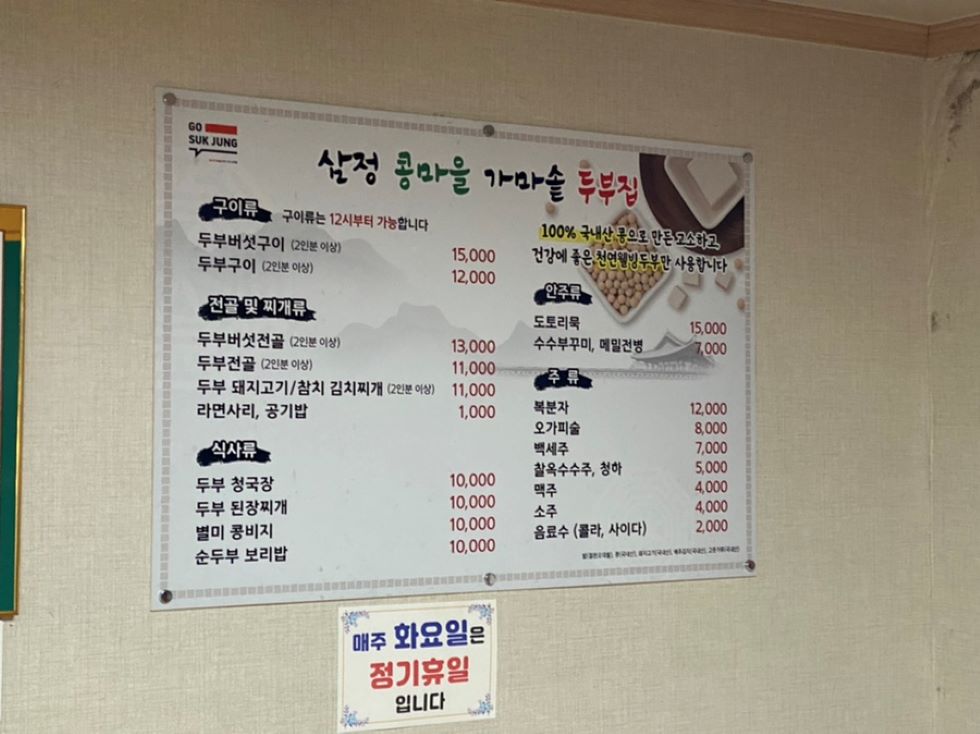 GO
SUK JUNG
삼정 콩마을 가마솥 두부집
구이류 구이류는 12시부터 가능합니다
두부버섯구이 (2인분 이상) 15,000
두부구이 (2인분 이상) 12,000
전골 및 찌개류
두부버섯전골 (2인분 이상) 13,000
두부전골 (2인분 이상) 11,000
두부 돼지고기/참치 김치찌개 (2인분 이상) 11,000
라면사리, 공기밥 1,000
식사류
두부 청국장 10,000
두부 된장찌개 10,000
별미 콩비지 10,000
순두부 보리밥 10,000
100% 국내산 콩으로 만든 고소하고,
건강에 좋은 천연웰빙두부만 사용합니다
안주류
도토리묵 15,000
수수부꾸미, 메밀전병 7,000
주 류
복분자 12,000
오가피술 8,000
백세주 7,000
찰옥수수주, 청하 5,000
맥주 4,000
소주 4,000
음료수 (콜라, 사이다) 2,000
매주 화요일은
정기휴일
입니다